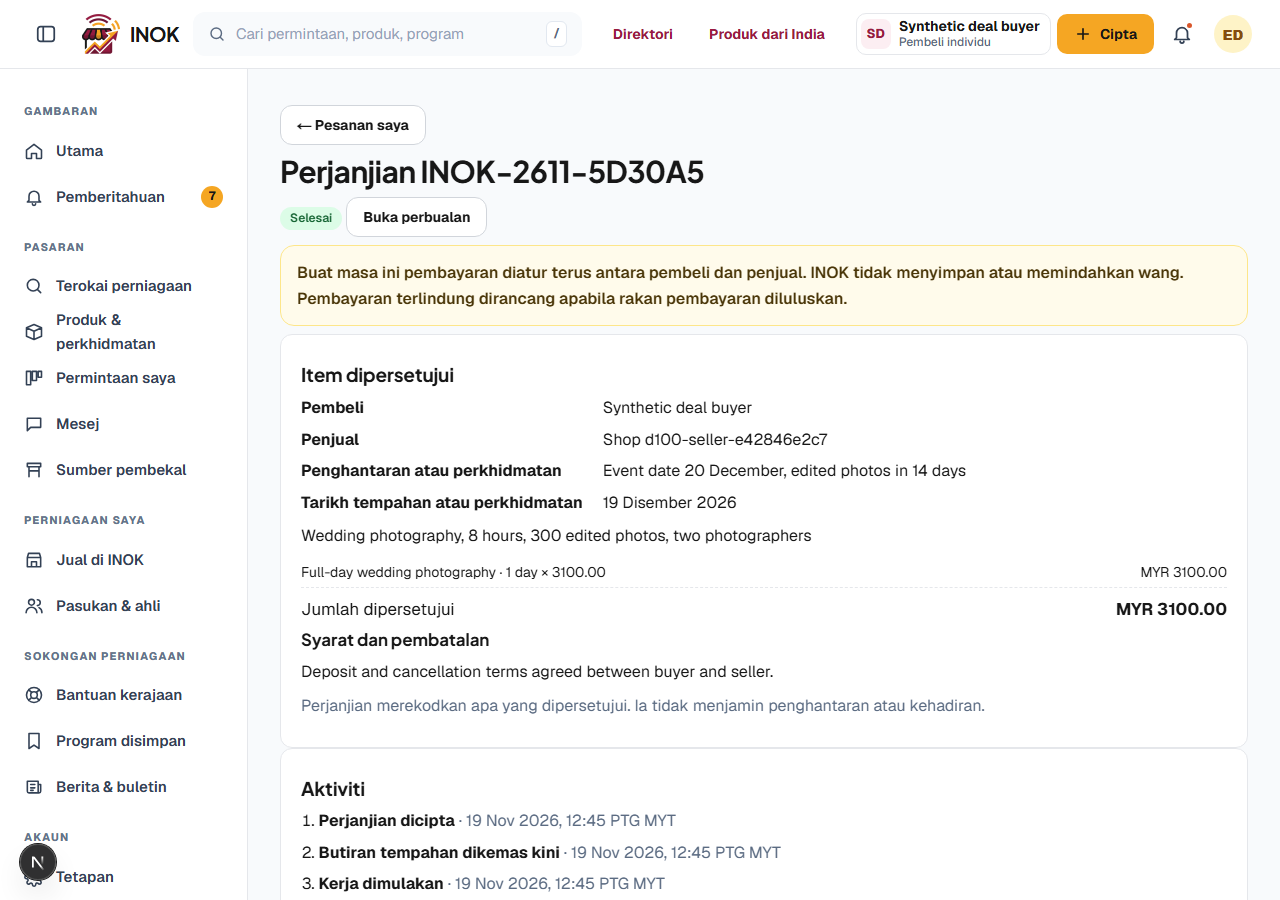 INOK
Cari permintaan, produk, program
/
Direktori
Produk dari India
SD
Synthetic deal buyer
Pembeli individu
+ Cipta
ED
GAMBARAN
Utama
Pemberitahuan
7
PASARAN
Terokai perniagaan
Produk &
perkhidmatan
Permintaan saya
Mesej
Sumber pembekal
PERNIAGAAN SAYA
Jual di INOK
Pasukan & ahli
SOKONGAN PERNIAGAAN
Bantuan kerajaan
Program disimpan
Berita & buletin
AKAUN
N
Tetapan
← Pesanan saya
Perjanjian INOK-2611-5D30A5
Selesai
Buka perbualan
Buat masa ini pembayaran diatur terus antara pembeli dan penjual. INOK tidak menyimpan atau memindahkan wang.
Pembayaran terlindung dirancang apabila rakan pembayaran diluluskan.
Item dipersetujui
Pembeli Synthetic deal buyer
Penjual Shop d100-seller-e42846e2c7
Penghantaran atau perkhidmatan Event date 20 December, edited photos in 14 days
Tarikh tempahan atau perkhidmatan 19 Disember 2026
Wedding photography, 8 hours, 300 edited photos, two photographers
Full-day wedding photography · 1 day × 3100.00 MYR 3100.00
Jumlah dipersetujui MYR 3100.00
Syarat dan pembatalan
Deposit and cancellation terms agreed between buyer and seller.
Perjanjian merekodkan apa yang dipersetujui. Ia tidak menjamin penghantaran atau kehadiran.
Aktiviti
1. Perjanjian dicipta · 19 Nov 2026, 12:45 PTG MYT
2. Butiran tempahan dikemas kini · 19 Nov 2026, 12:45 PTG MYT
3. Kerja dimulakan · 19 Nov 2026, 12:45 PTG MYT